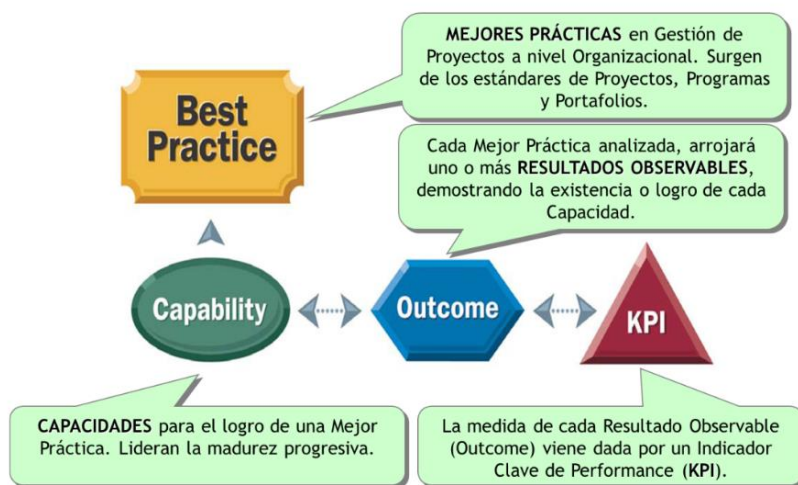 MEJORES PRÁCTICAS en Gestión de
Proyectos a nivel Organizacional. Surgen
de los estándares de Proyectos, Programas
y Portafolios.
Best
Practice
Cada Mejor Práctica analizada, arrojará
uno o más RESULTADOS OBSERVABLES,
demostrando la existencia o logro de cada
Capacidad.
Capability
Outcome
KPI
CAPACIDADES para el logro de una Mejor
Práctica. Lideran la madurez progresiva.
La medida de cada Resultado Observable
(Outcome) viene dada por un Indicador
Clave de Performance (KPI).